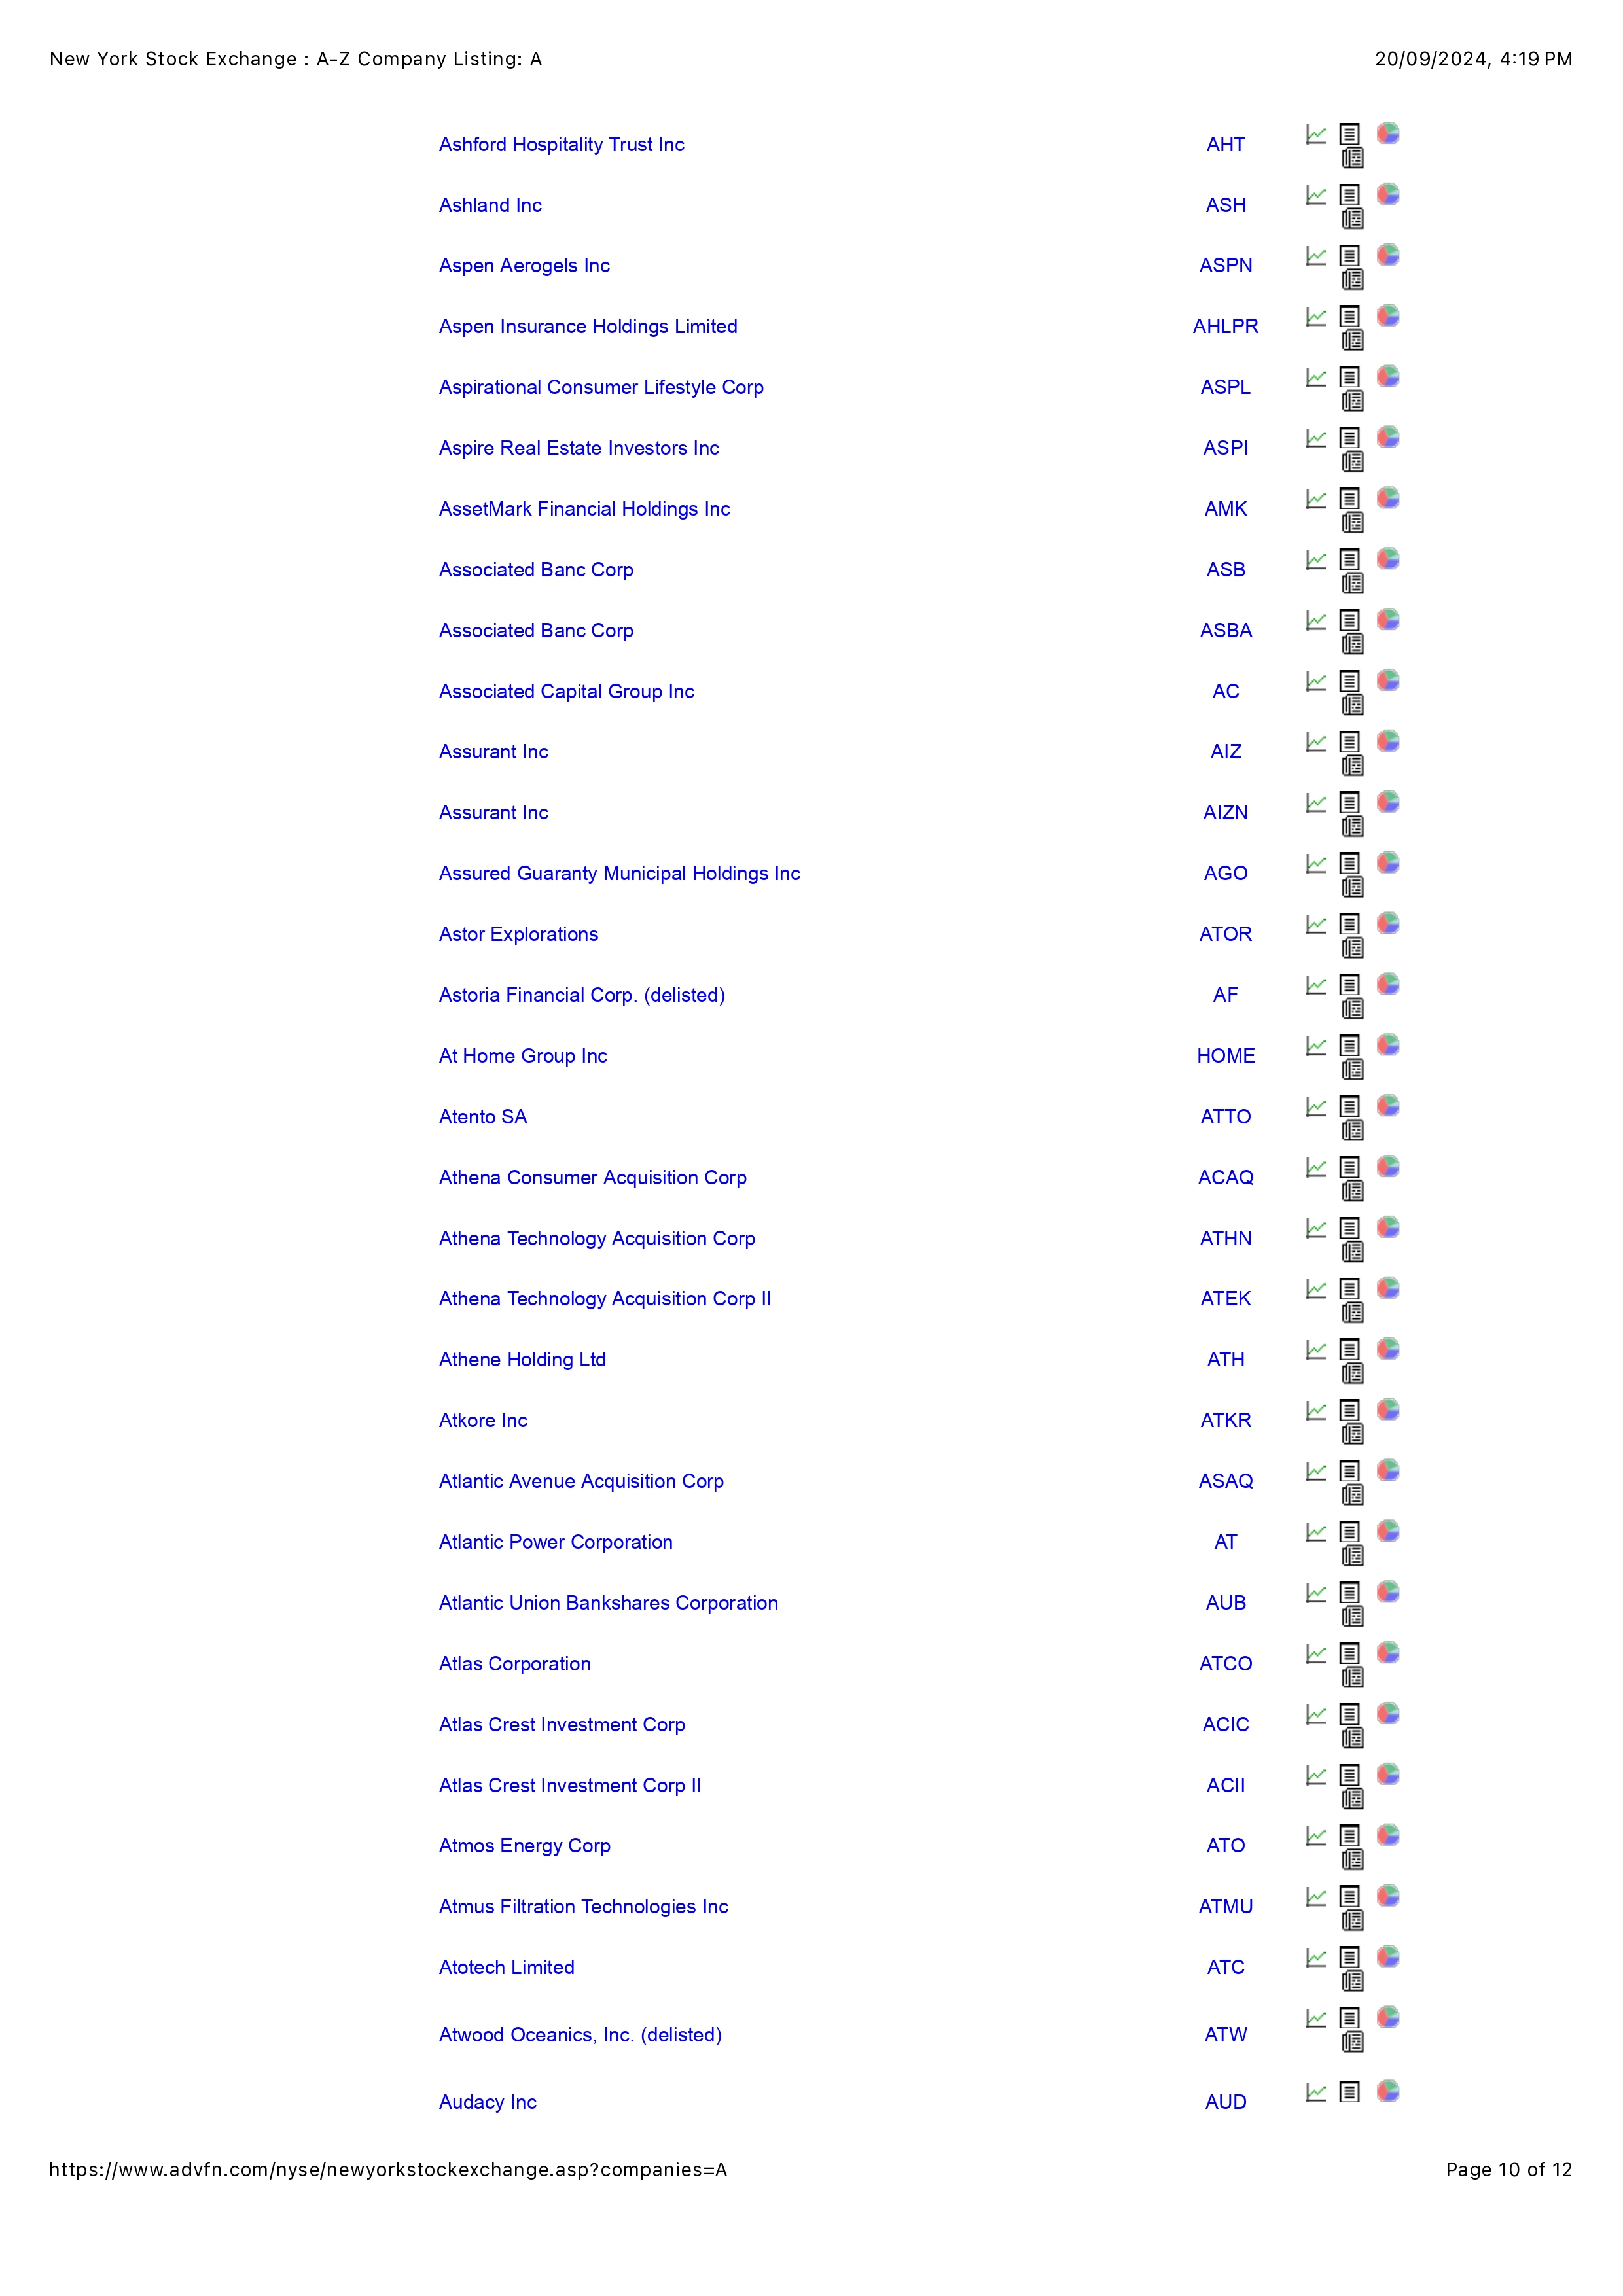 New York Stock Exchange : A-Z Company Listing: A 20/09/2024, 4:19 PM
Ashford Hospitality Trust Inc AHT
Ashland Inc ASH
Aspen Aerogels Inc ASPN
Aspen Insurance Holdings Limited AHLPR
Aspirational Consumer Lifestyle Corp ASPL
Aspire Real Estate Investors Inc ASPI
AssetMark Financial Holdings Inc AMK
Associated Banc Corp ASB
Associated Banc Corp ASBA
Associated Capital Group Inc AC
Assurant Inc AIZ
Assurant Inc AIZN
Assured Guaranty Municipal Holdings Inc AGO
Astor Explorations ATOR
Astoria Financial Corp. (delisted) AF
At Home Group Inc HOME
Atento SA ATTO
Athena Consumer Acquisition Corp ACAQ
Athena Technology Acquisition Corp ATHN
Athena Technology Acquisition Corp II ATEK
Athene Holding Ltd ATH
Atkore Inc ATKR
Atlantic Avenue Acquisition Corp ASAQ
Atlantic Power Corporation AT
Atlantic Union Bankshares Corporation AUB
Atlas Corporation ATCO
Atlas Crest Investment Corp ACIC
Atlas Crest Investment Corp II ACII
Atmos Energy Corp ATO
Atmus Filtration Technologies Inc ATMU
Atotech Limited ATC
Atwood Oceanics, Inc. (delisted) ATW
Audacy Inc AUD
https://www.advfn.com/nyse/newyorkstockexchange.asp?companies=A Page 10 of 12